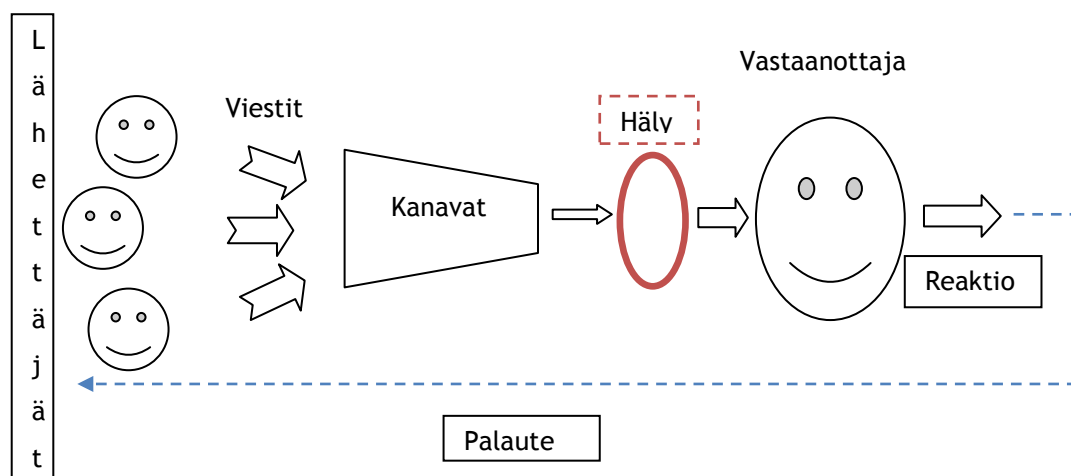 Lähettäjät
Viestit
Kanavat
Häly
Vastaanottaja
Reaktio
Palaute